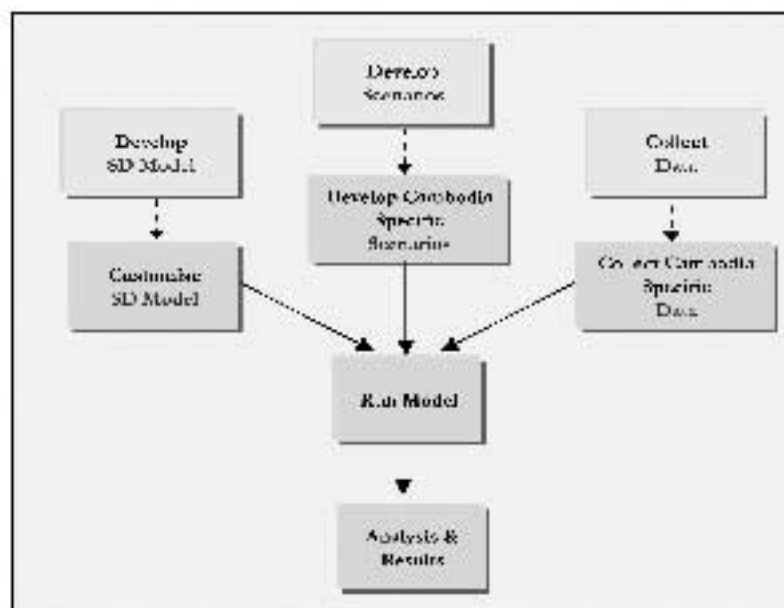 Develop
Scenarios
Develop
SD Model
Collect
Data
Develop Cambodia
Specific
Scenarios
Customise
SD Model
Collect Cambodia
Specific
Data
Run Model
Analysis &
Results